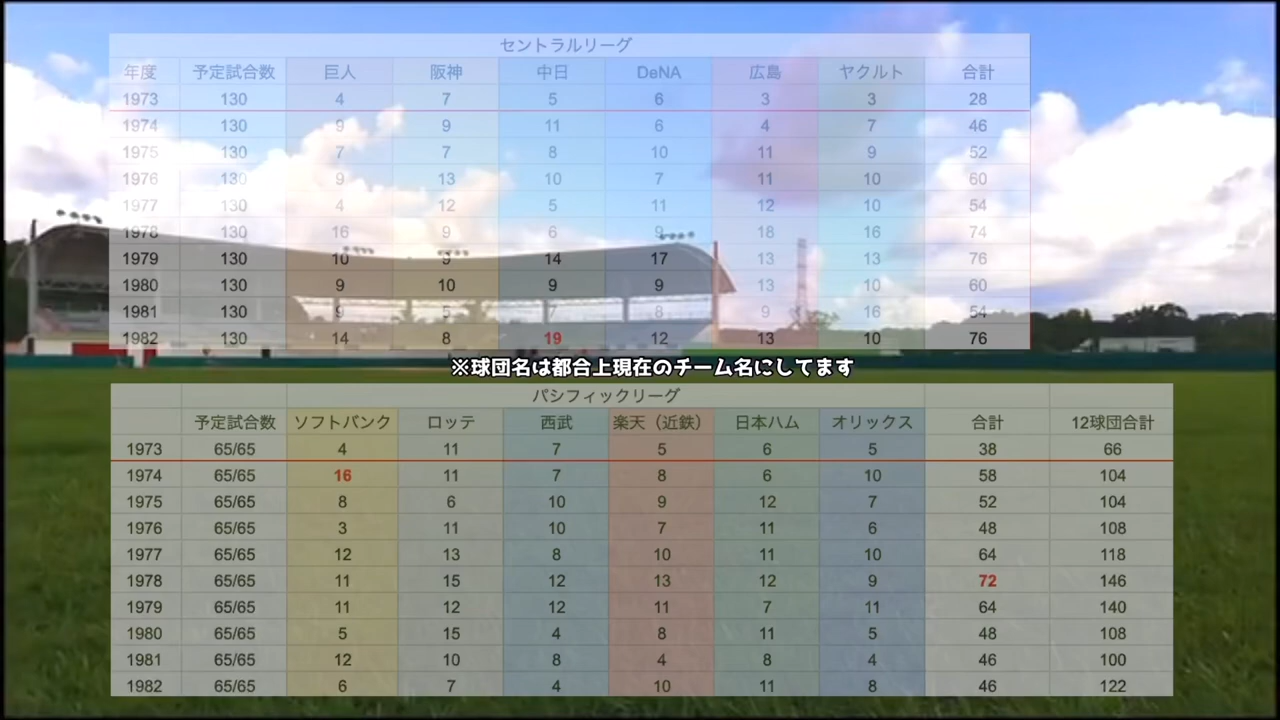 セントラルリーグ
年度 予定試合数 巨人 阪神 中日 DeNA 広島 ヤクルト 合計
1973 130 4 7 5 6 3 3 28
1974 130 9 9 11 6 4 7 46
1975 130 7 7 8 10 11 9 52
1976 130 9 13 10 7 11 10 60
1977 130 4 12 5 11 12 10 54
1978 130 16 9 6 9 18 16 74
1979 130 10 9 14 17 13 13 76
1980 130 9 10 9 9 13 10 60
1981 130 9 5 7 8 9 16 54
1982 130 14 8 19 12 13 10 76
※球団名は都合上現在のチーム名にしてます
パシフィックリーグ
予定試合数 ソフトバンク ロッテ 西武 楽天（近鉄） 日本ハム オリックス 合計 12球団合計
1973 65/65 4 11 7 5 6 5 38 66
1974 65/65 16 11 7 8 6 10 58 104
1975 65/65 8 6 10 9 12 7 52 104
1976 65/65 3 11 10 7 11 6 48 108
1977 65/65 12 13 8 10 11 10 64 118
1978 65/65 11 15 12 13 12 9 72 146
1979 65/65 11 12 12 11 7 11 64 140
1980 65/65 5 15 4 8 11 5 48 108
1981 65/65 12 10 8 4 8 4 46 100
1982 65/65 6 7 4 10 11 8 46 122